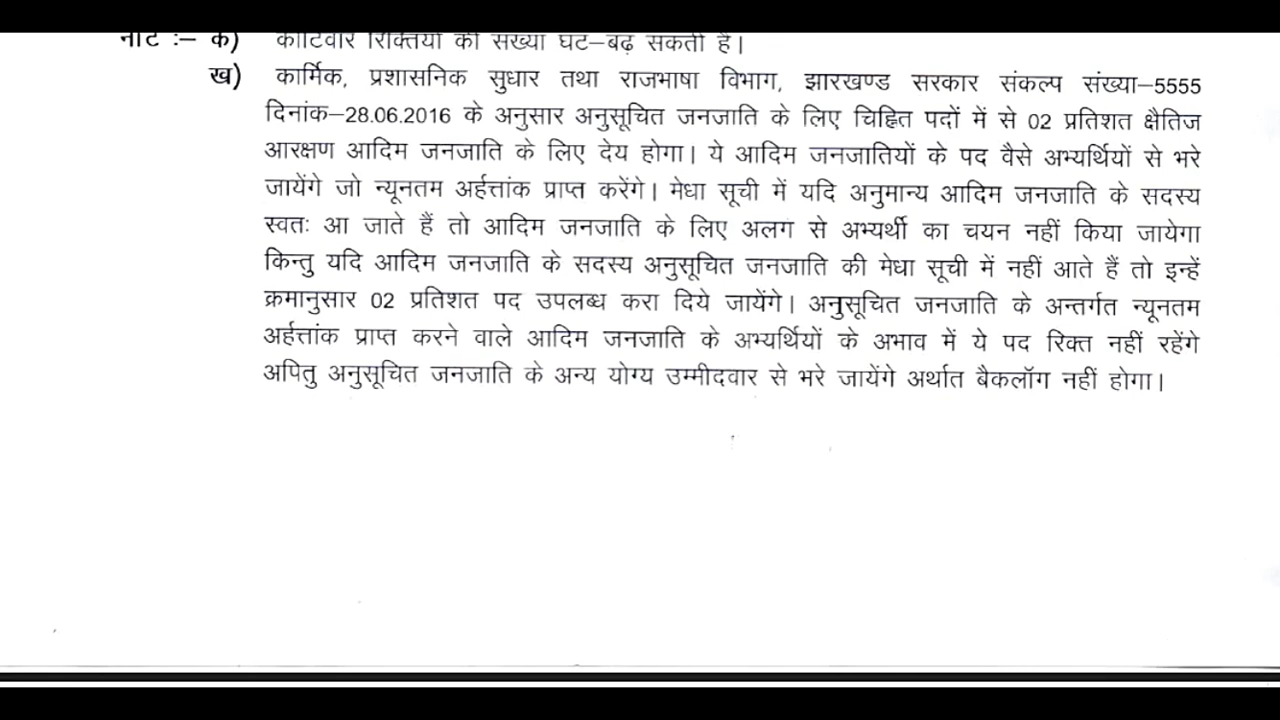 नोट :– क) कोटिवार रिक्तियों की संख्या घट–बढ़ सकती हैं।
ख) कार्मिक, प्रशासनिक सुधार तथा राजभाषा विभाग, झारखण्ड सरकार संकल्प संख्या–5555
दिनांक–28.06.2016 के अनुसार अनुसूचित जनजाति के लिए चिह्नित पदों में से 02 प्रतिशत क्षैतिज
आरक्षण आदिम जनजाति के लिए देय होगा। ये आदिम जनजातियों के पद वैसे अभ्यर्थियों से भरे
जायेंगे जो न्यूनतम अर्हत्तांक प्राप्त करेंगे। मेधा सूची में यदि अनुमान्य आदिम जनजाति के सदस्य
स्वतः आ जाते हैं तो आदिम जनजाति के लिए अलग से अभ्यर्थी का चयन नहीं किया जायेगा
किन्तु यदि आदिम जनजाति के सदस्य अनुसूचित जनजाति की मेधा सूची में नहीं आते हैं तो इन्हें
क्रमानुसार 02 प्रतिशत पद उपलब्ध करा दिये जायेंगे। अनुसूचित जनजाति के अन्तर्गत न्यूनतम
अर्हत्तांक प्राप्त करने वाले आदिम जनजाति के अभ्यर्थियों के अभाव में ये पद रिक्त नहीं रहेंगे
अपितु अनुसूचित जनजाति के अन्य योग्य उम्मीदवार से भरे जायेंगे अर्थात बैकलॉग नहीं होगा।